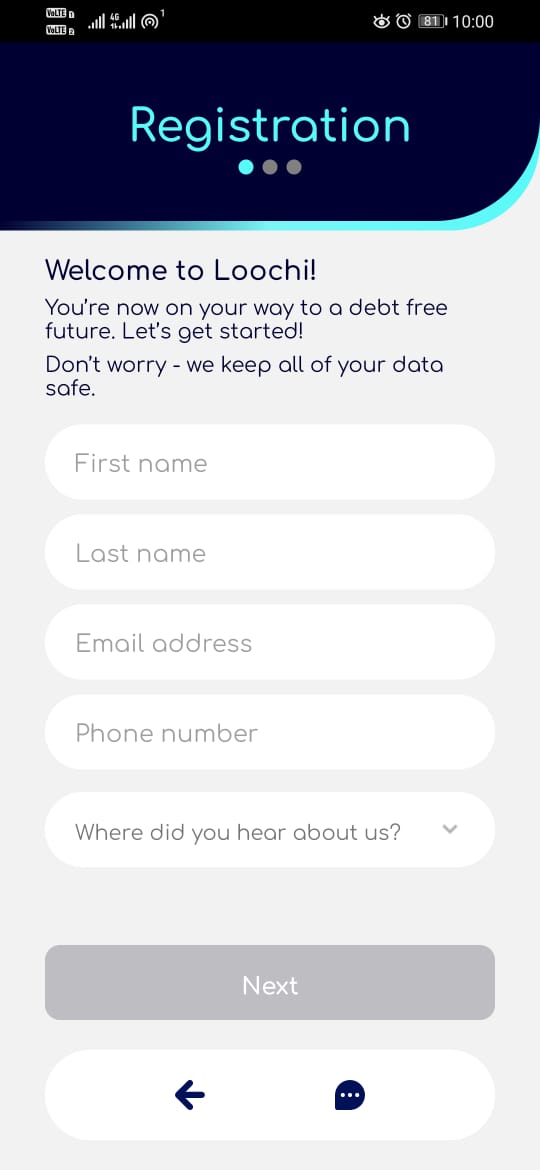 VoLTE 1
VoLTE 2
4G
1
81
10:00
Registration
Welcome to Loochi!
You’re now on your way to a debt free
future. Let’s get started!
Don’t worry - we keep all of your data
safe.
First name
Last name
Email address
Phone number
Where did you hear about us?
Next